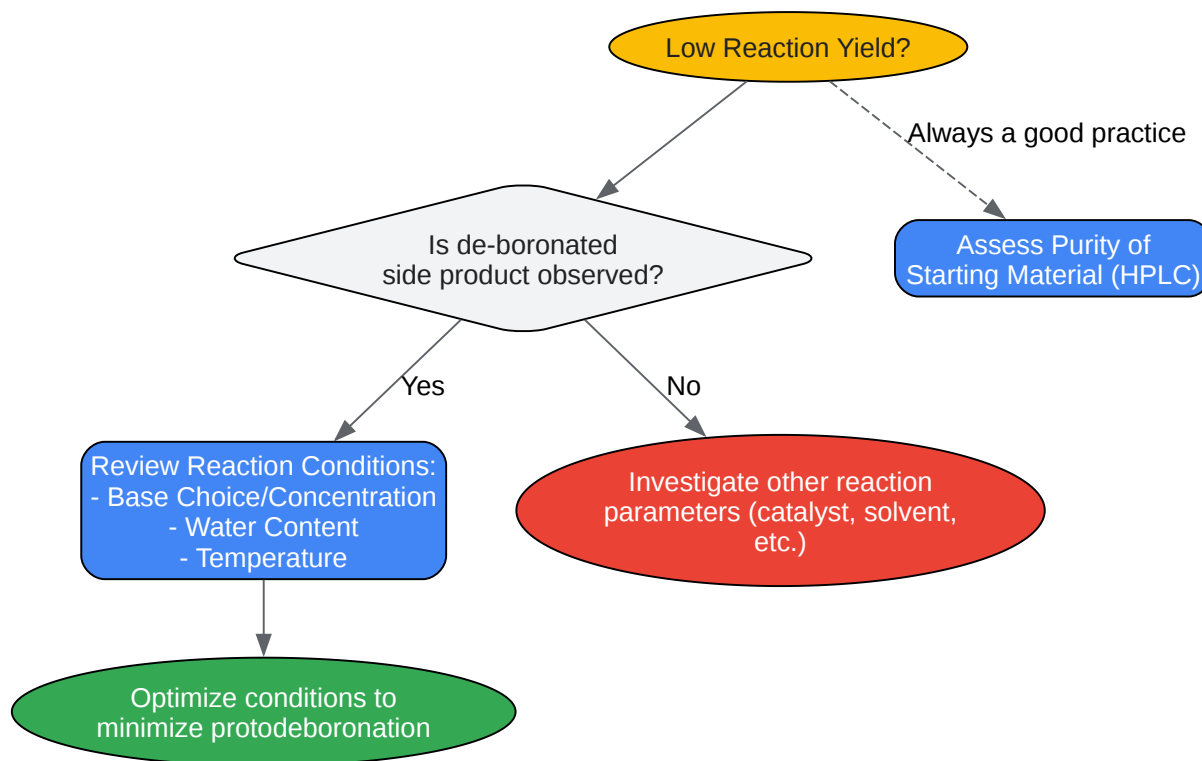 Low Reaction Yield?
Always a good practice
Is de-boronated
side product observed?
Assess Purity of
Starting Material (HPLC)
Yes
No
Review Reaction Conditions:
- Base Choice/Concentration
- Water Content
- Temperature
Investigate other reaction
parameters (catalyst, solvent,
etc.)
Optimize conditions to
minimize protodeboronation